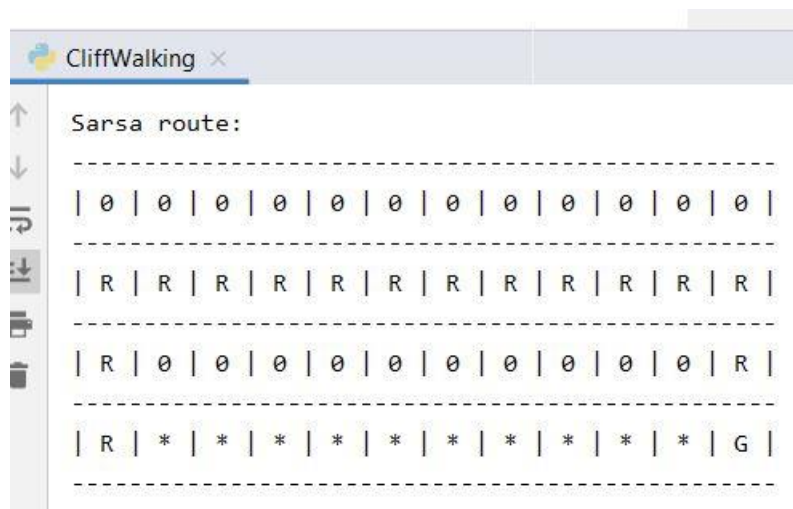 CliffWalking
Sarsa route:
-------------------------------------------------
| 0 | 0 | 0 | 0 | 0 | 0 | 0 | 0 | 0 | 0 | 0 | 0 |
-------------------------------------------------
| R | R | R | R | R | R | R | R | R | R | R | R |
-------------------------------------------------
| R | 0 | 0 | 0 | 0 | 0 | 0 | 0 | 0 | 0 | 0 | R |
-------------------------------------------------
| R | * | * | * | * | * | * | * | * | * | * | G |
-------------------------------------------------